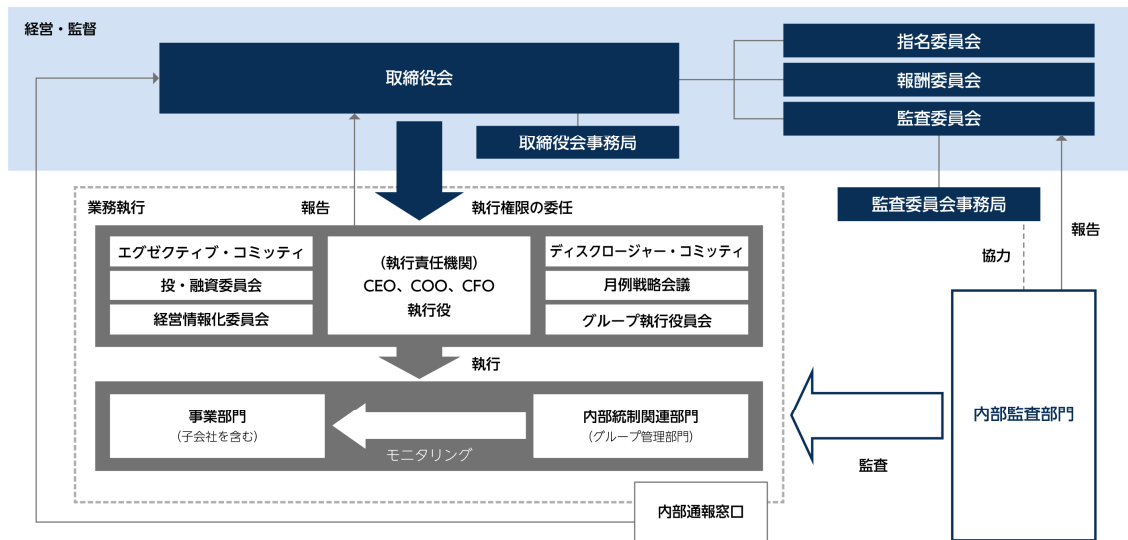 経営・監督
取締役会
指名委員会
報酬委員会
監査委員会
取締役会事務局
監査委員会事務局
業務執行
報告
執行権限の委任
報告
協力
エグゼクティブ・コミッティ
投・融資委員会
経営情報化委員会
(執行責任機関)
CEO、COO、CFO
執行役
ディスクロージャー・コミッティ
月例戦略会議
グループ執行役員会
執行
事業部門
(子会社を含む)
モニタリング
内部統制関連部門
(グループ管理部門)
監査
内部監査部門
内部通報窓口